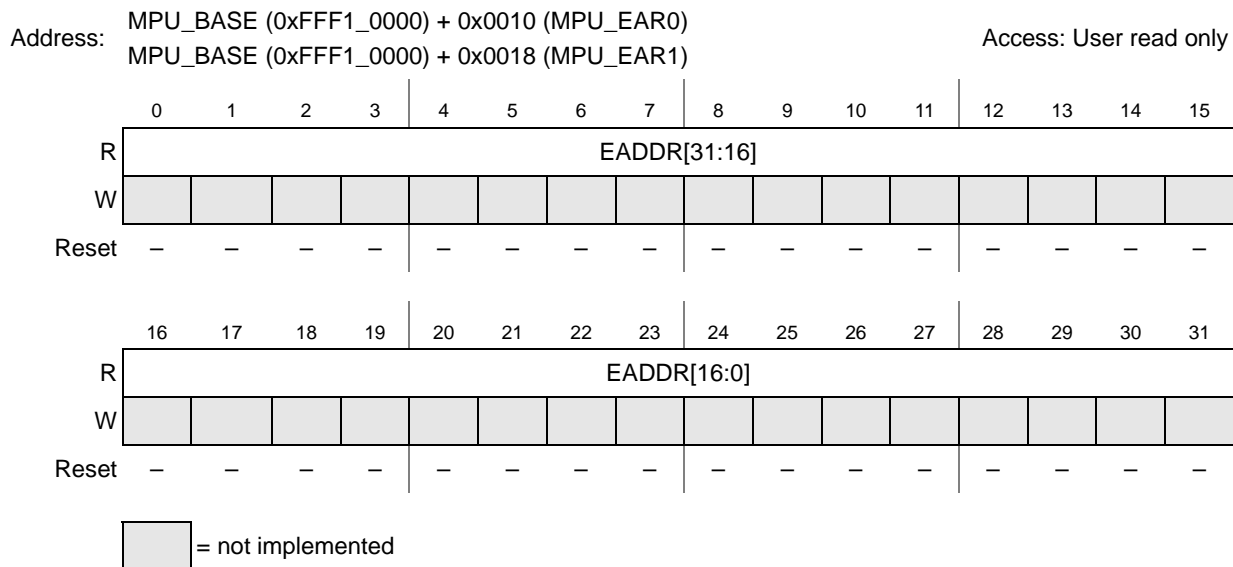 Address: MPU_BASE (0xFFF1_0000) + 0x0010 (MPU_EAR0)
MPU_BASE (0xFFF1_0000) + 0x0018 (MPU_EAR1)
Access: User read only
0 1 2 3 4 5 6 7 8 9 10 11 12 13 14 15
R EADDR[31:16]
W
Reset – – – – – – – – – – – – – – – –
16 17 18 19 20 21 22 23 24 25 26 27 28 29 30 31
R EADDR[16:0]
W
Reset – – – – – – – – – – – – – – – –
= not implemented